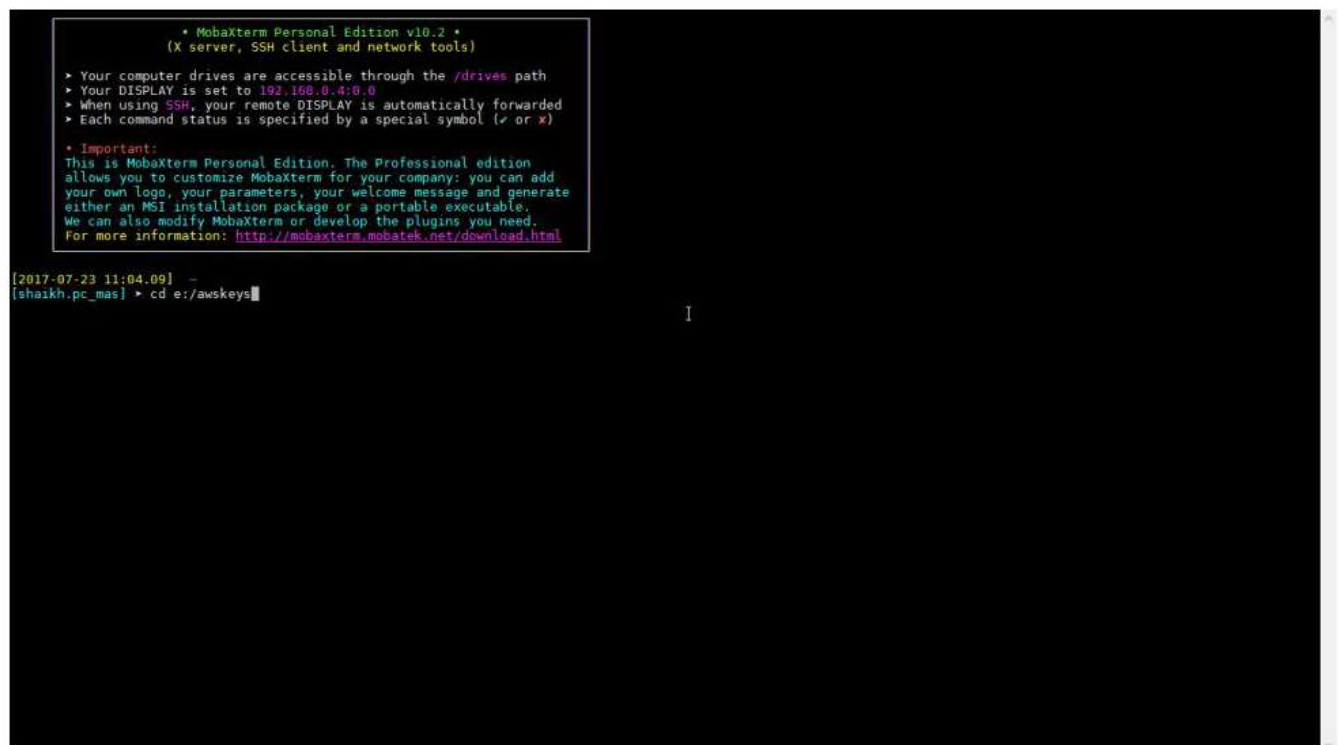 • MobaXterm Personal Edition v10.2 •
(X server, SSH client and network tools)
➤ Your computer drives are accessible through the /drives path
➤ Your DISPLAY is set to 192.168.0.4:0.0
➤ When using SSH, your remote DISPLAY is automatically forwarded
➤ Each command status is specified by a special symbol (✔ or ✘)
• Important:
This is MobaXterm Personal Edition. The Professional edition
allows you to customize MobaXterm for your company: you can add
your own logo, your parameters, your welcome message and generate
either an MSI installation package or a portable executable.
We can also modify MobaXterm or develop the plugins you need.
For more information: http://mobaxterm.mobatek.net/download.html
[2017-07-23 11:04.09] ~
[shaikh.pc_mas] ➤ cd e:/awskeys